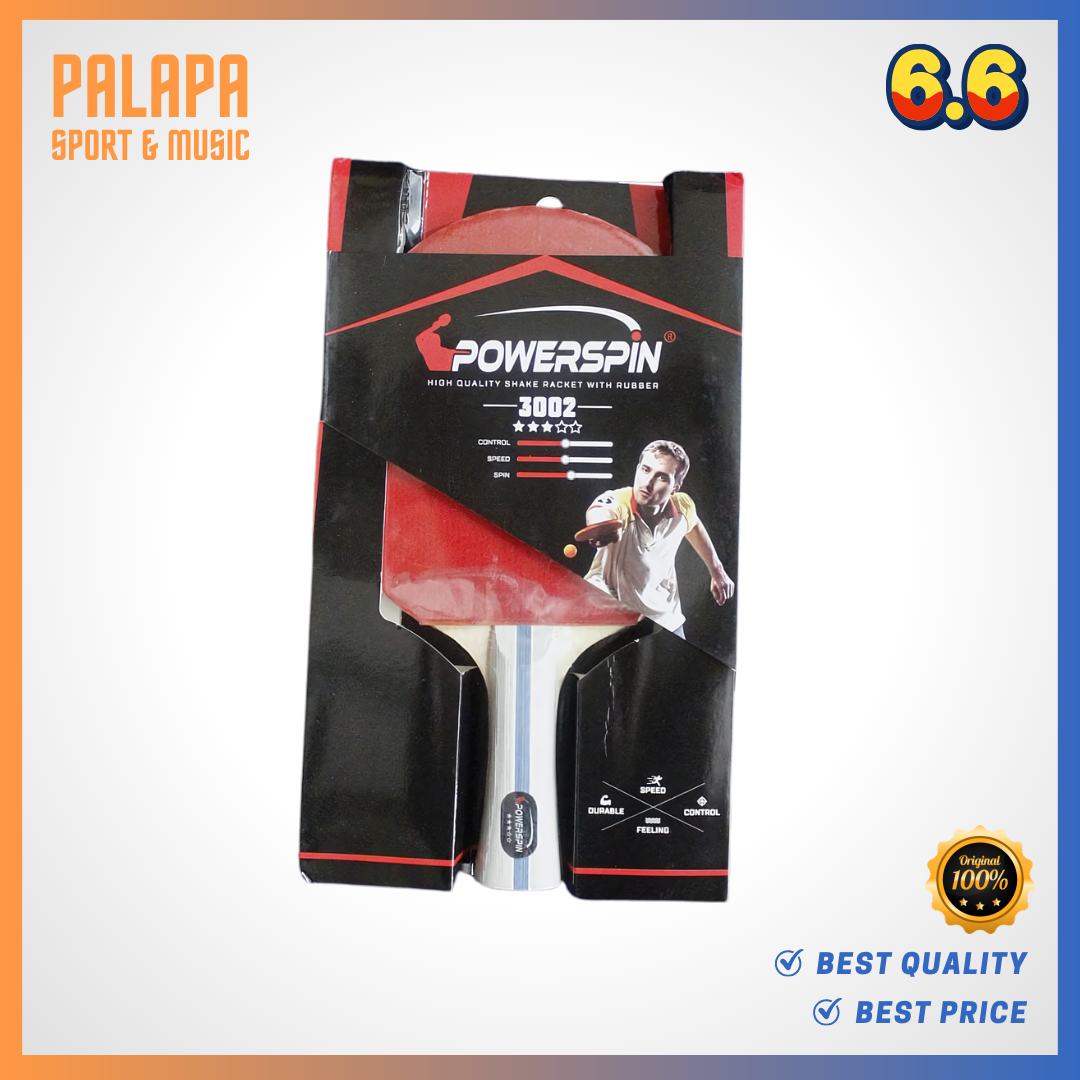 PALAPA
SPORT & MUSIC
6.6
POWERSPIN®
HIGH QUALITY SHAKE RACKET WITH RUBBER
3002
CONTROL
SPEED
SPIN
SPEED
DURABLE
CONTROL
FEELING
POWERSPIN
Original
100%
BEST QUALITY
BEST PRICE